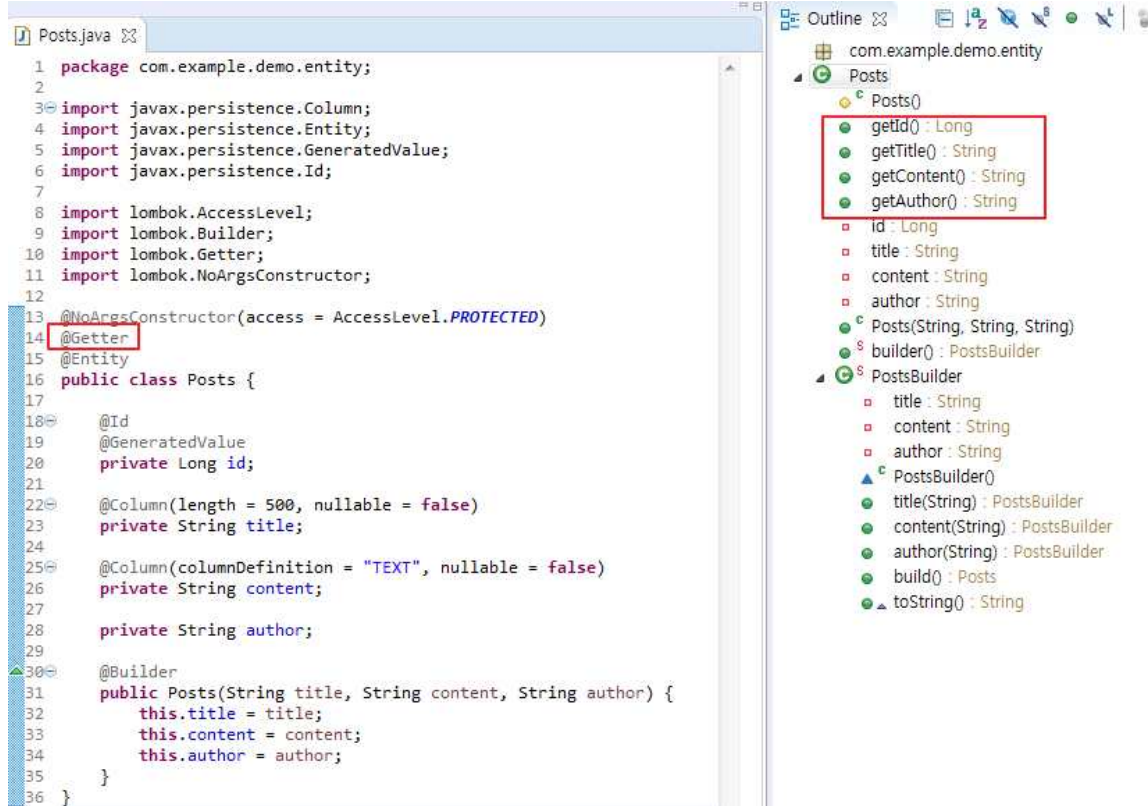 Posts.java
1 package com.example.demo.entity;
2
3 import javax.persistence.Column;
4 import javax.persistence.Entity;
5 import javax.persistence.GeneratedValue;
6 import javax.persistence.Id;
7
8 import lombok.AccessLevel;
9 import lombok.Builder;
10 import lombok.Getter;
11 import lombok.NoArgsConstructor;
12
13 @NoArgsConstructor(access = AccessLevel.PROTECTED)
14 @Getter
15 @Entity
16 public class Posts {
17
18 @Id
19 @GeneratedValue
20 private Long id;
21
22 @Column(length = 500, nullable = false)
23 private String title;
24
25 @Column(columnDefinition = "TEXT", nullable = false)
26 private String content;
27
28 private String author;
29
30 @Builder
31 public Posts(String title, String content, String author) {
32 this.title = title;
33 this.content = content;
34 this.author = author;
35 }
36 }
Outline
com.example.demo.entity
Posts
Posts()
getId() : Long
getTitle() : String
getContent() : String
getAuthor() : String
id : Long
title : String
content : String
author : String
Posts(String, String, String)
builder() : PostsBuilder
PostsBuilder
title : String
content : String
author : String
PostsBuilder()
title(String) : PostsBuilder
content(String) : PostsBuilder
author(String) : PostsBuilder
build() : Posts
toString() : String